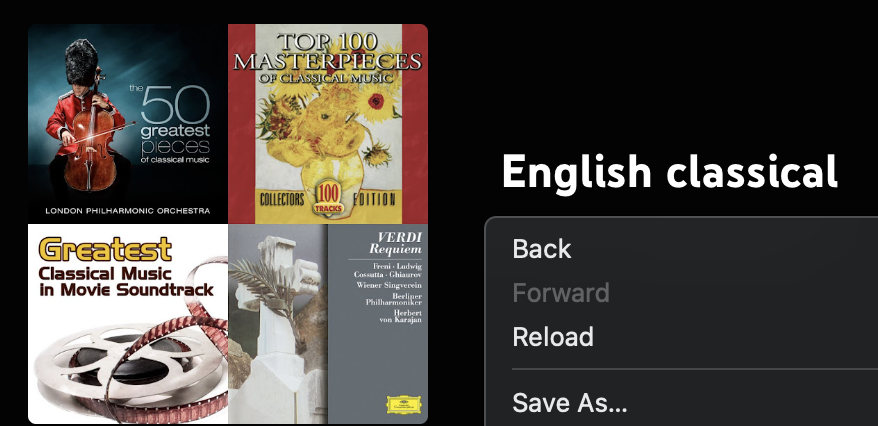 the 50
greatest
pieces
of classical music
LONDON PHILHARMONIC ORCHESTRA
TOP 100
MASTERPIECES
OF CLASSICAL MUSIC
COLLECTORS 100 EDITION
TRACKS
Greatest
Classical Music
in Movie Soundtrack
VERDI
Requiem
Freni · Ludwig
Cossutta · Ghiaurov
Wiener Singverein
Berliner
Philharmoniker
Herbert
von Karajan
English classical
Back
Forward
Reload
Save As...